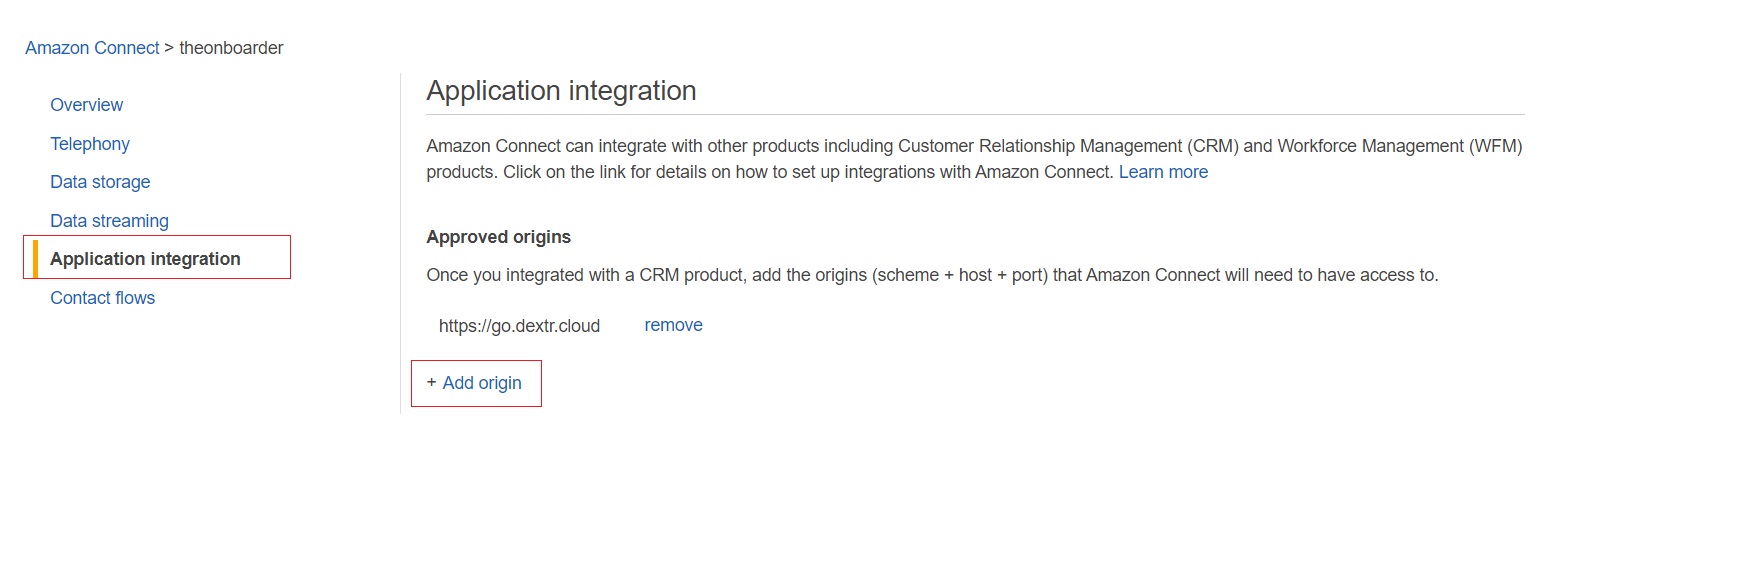 Amazon Connect > theonboarder
Overview
Telephony
Data storage
Data streaming
Application integration
Contact flows
Application integration
Amazon Connect can integrate with other products including Customer Relationship Management (CRM) and Workforce Management (WFM)
products. Click on the link for details on how to set up integrations with Amazon Connect. Learn more
Approved origins
Once you integrated with a CRM product, add the origins (scheme + host + port) that Amazon Connect will need to have access to.
https://go.dextr.cloud remove
+ Add origin